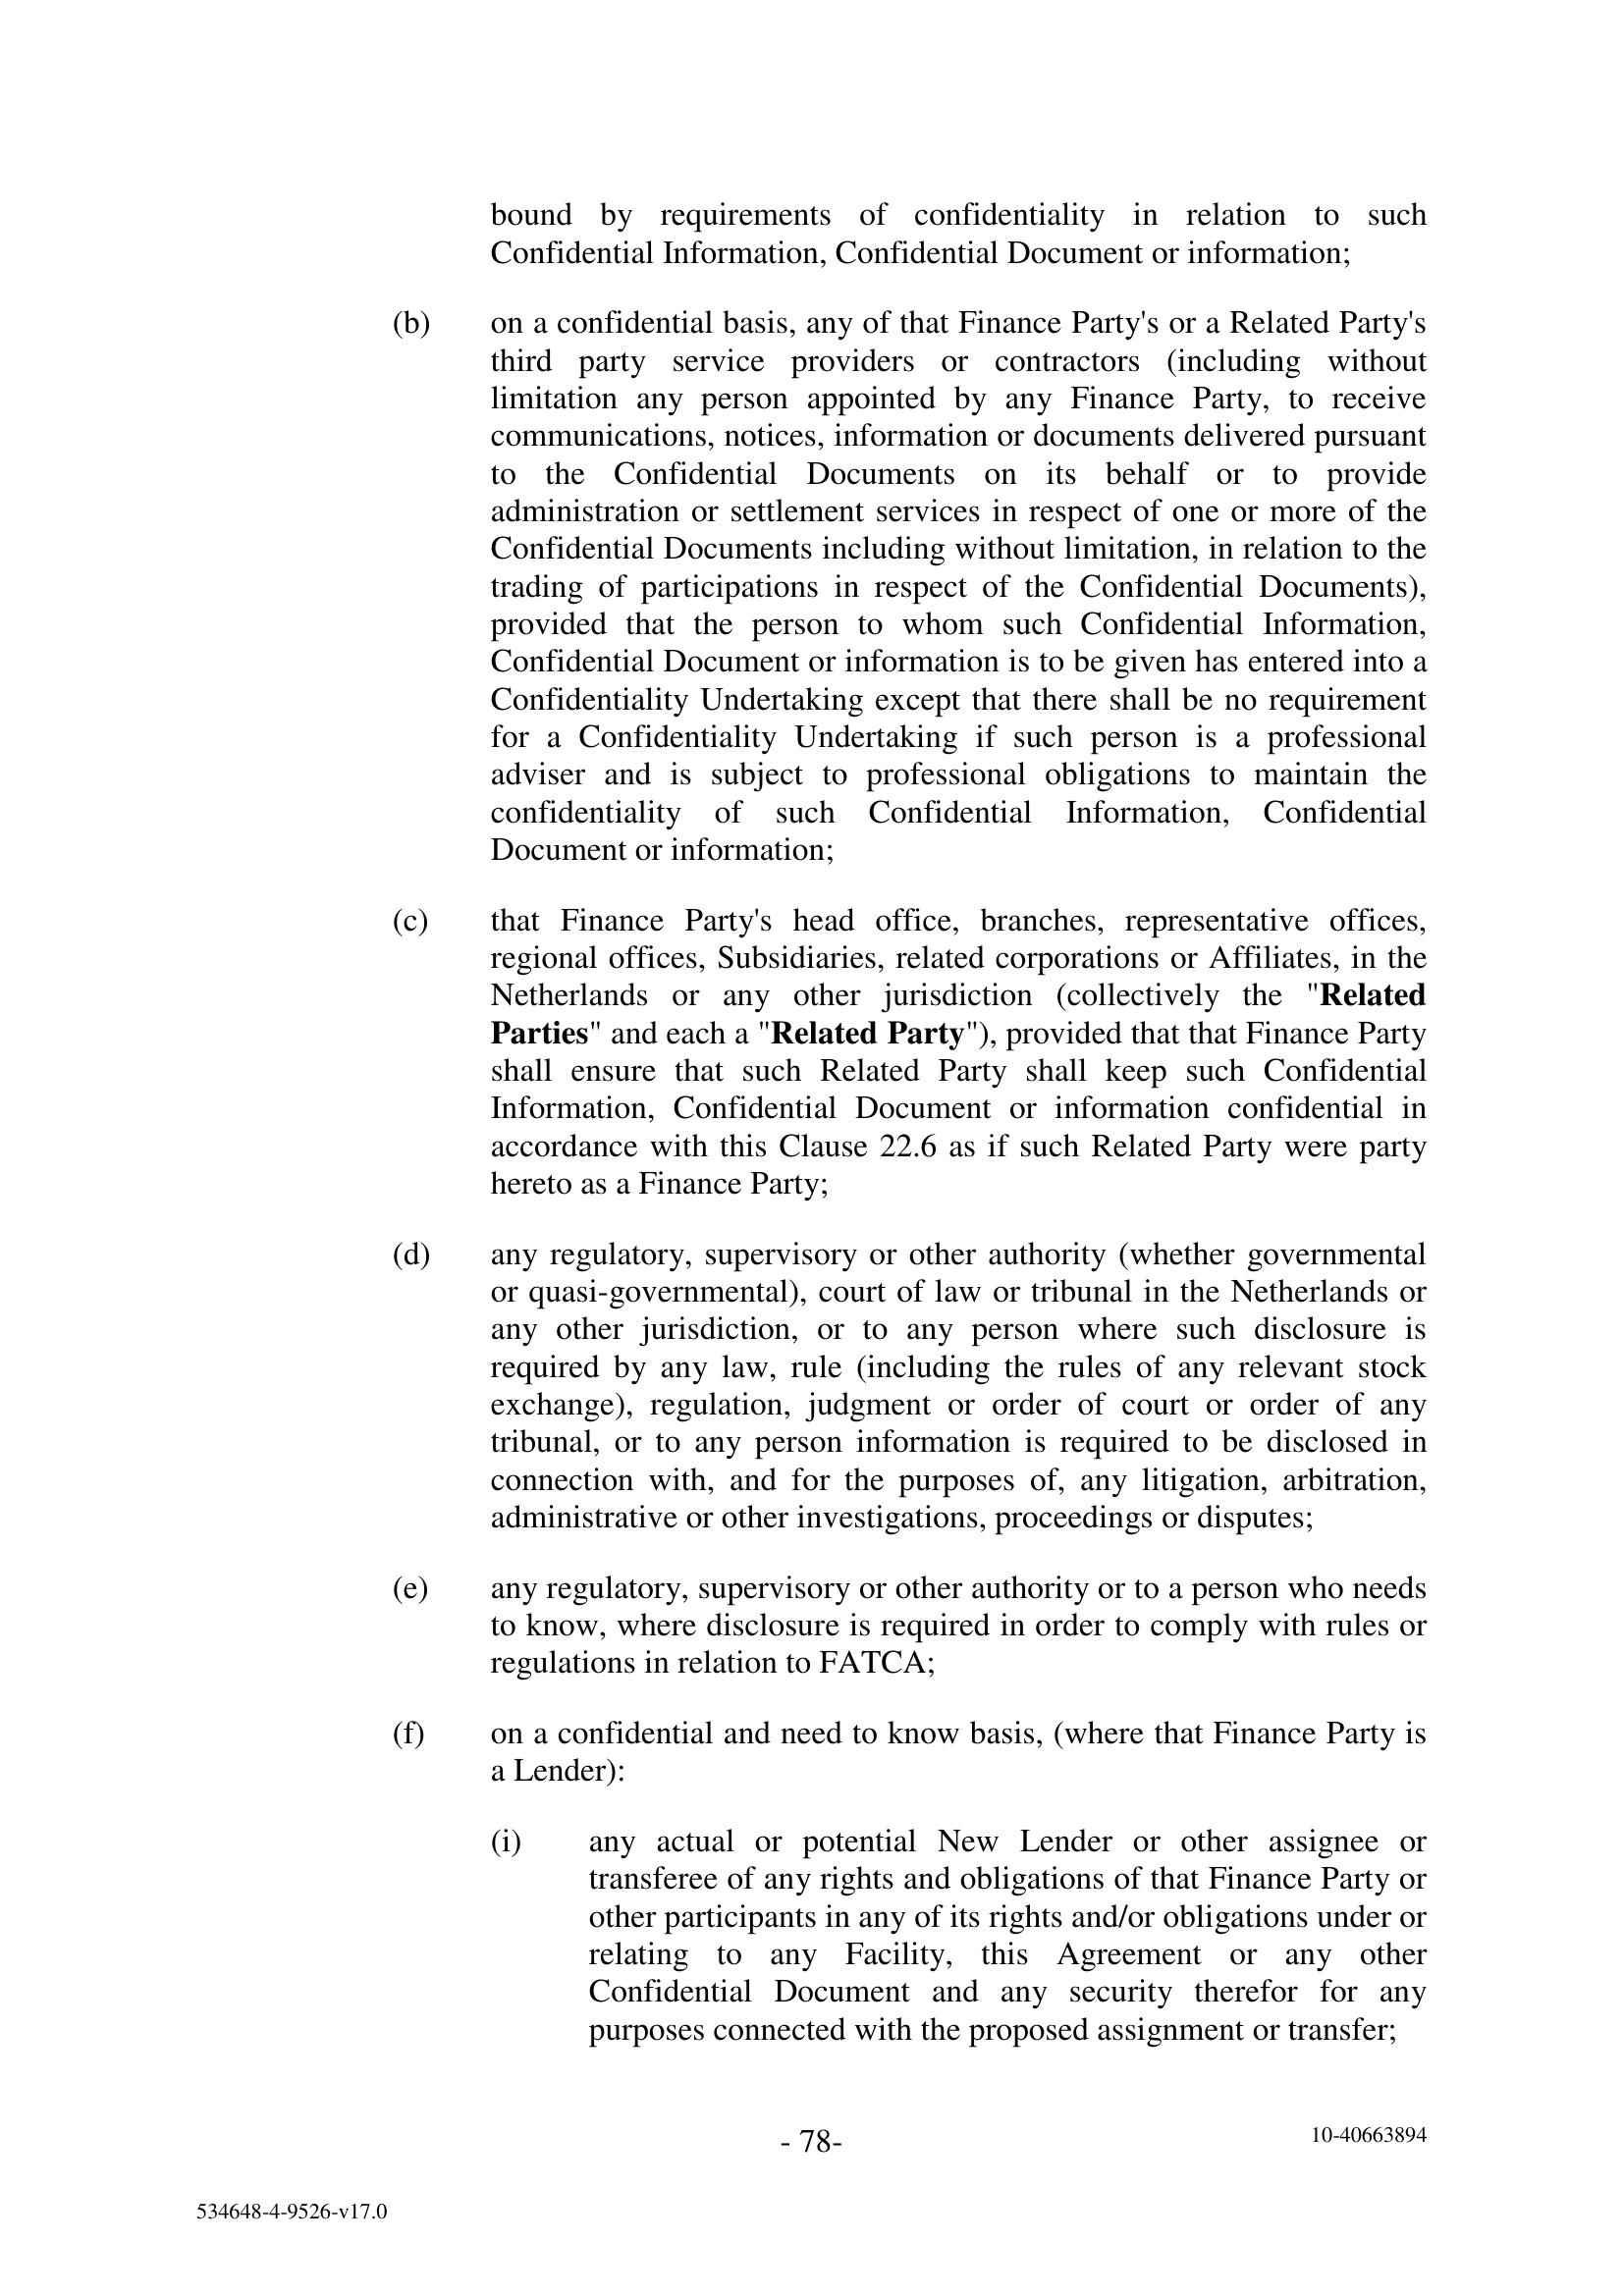 bound by requirements of confidentiality in relation to such
Confidential Information, Confidential Document or information;
(b) on a confidential basis, any of that Finance Party's or a Related Party's
third party service providers or contractors (including without
limitation any person appointed by any Finance Party, to receive
communications, notices, information or documents delivered pursuant
to the Confidential Documents on its behalf or to provide
administration or settlement services in respect of one or more of the
Confidential Documents including without limitation, in relation to the
trading of participations in respect of the Confidential Documents),
provided that the person to whom such Confidential Information,
Confidential Document or information is to be given has entered into a
Confidentiality Undertaking except that there shall be no requirement
for a Confidentiality Undertaking if such person is a professional
adviser and is subject to professional obligations to maintain the
confidentiality of such Confidential Information, Confidential
Document or information;
(c) that Finance Party's head office, branches, representative offices,
regional offices, Subsidiaries, related corporations or Affiliates, in the
Netherlands or any other jurisdiction (collectively the "Related
Parties" and each a "Related Party"), provided that that Finance Party
shall ensure that such Related Party shall keep such Confidential
Information, Confidential Document or information confidential in
accordance with this Clause 22.6 as if such Related Party were party
hereto as a Finance Party;
(d) any regulatory, supervisory or other authority (whether governmental
or quasi-governmental), court of law or tribunal in the Netherlands or
any other jurisdiction, or to any person where such disclosure is
required by any law, rule (including the rules of any relevant stock
exchange), regulation, judgment or order of court or order of any
tribunal, or to any person information is required to be disclosed in
connection with, and for the purposes of, any litigation, arbitration,
administrative or other investigations, proceedings or disputes;
(e) any regulatory, supervisory or other authority or to a person who needs
to know, where disclosure is required in order to comply with rules or
regulations in relation to FATCA;
(f) on a confidential and need to know basis, (where that Finance Party is
a Lender):
(i) any actual or potential New Lender or other assignee or
transferee of any rights and obligations of that Finance Party or
other participants in any of its rights and/or obligations under or
relating to any Facility, this Agreement or any other
Confidential Document and any security therefor for any
purposes connected with the proposed assignment or transfer;
- 78-
10-40663894
534648-4-9526-v17.0